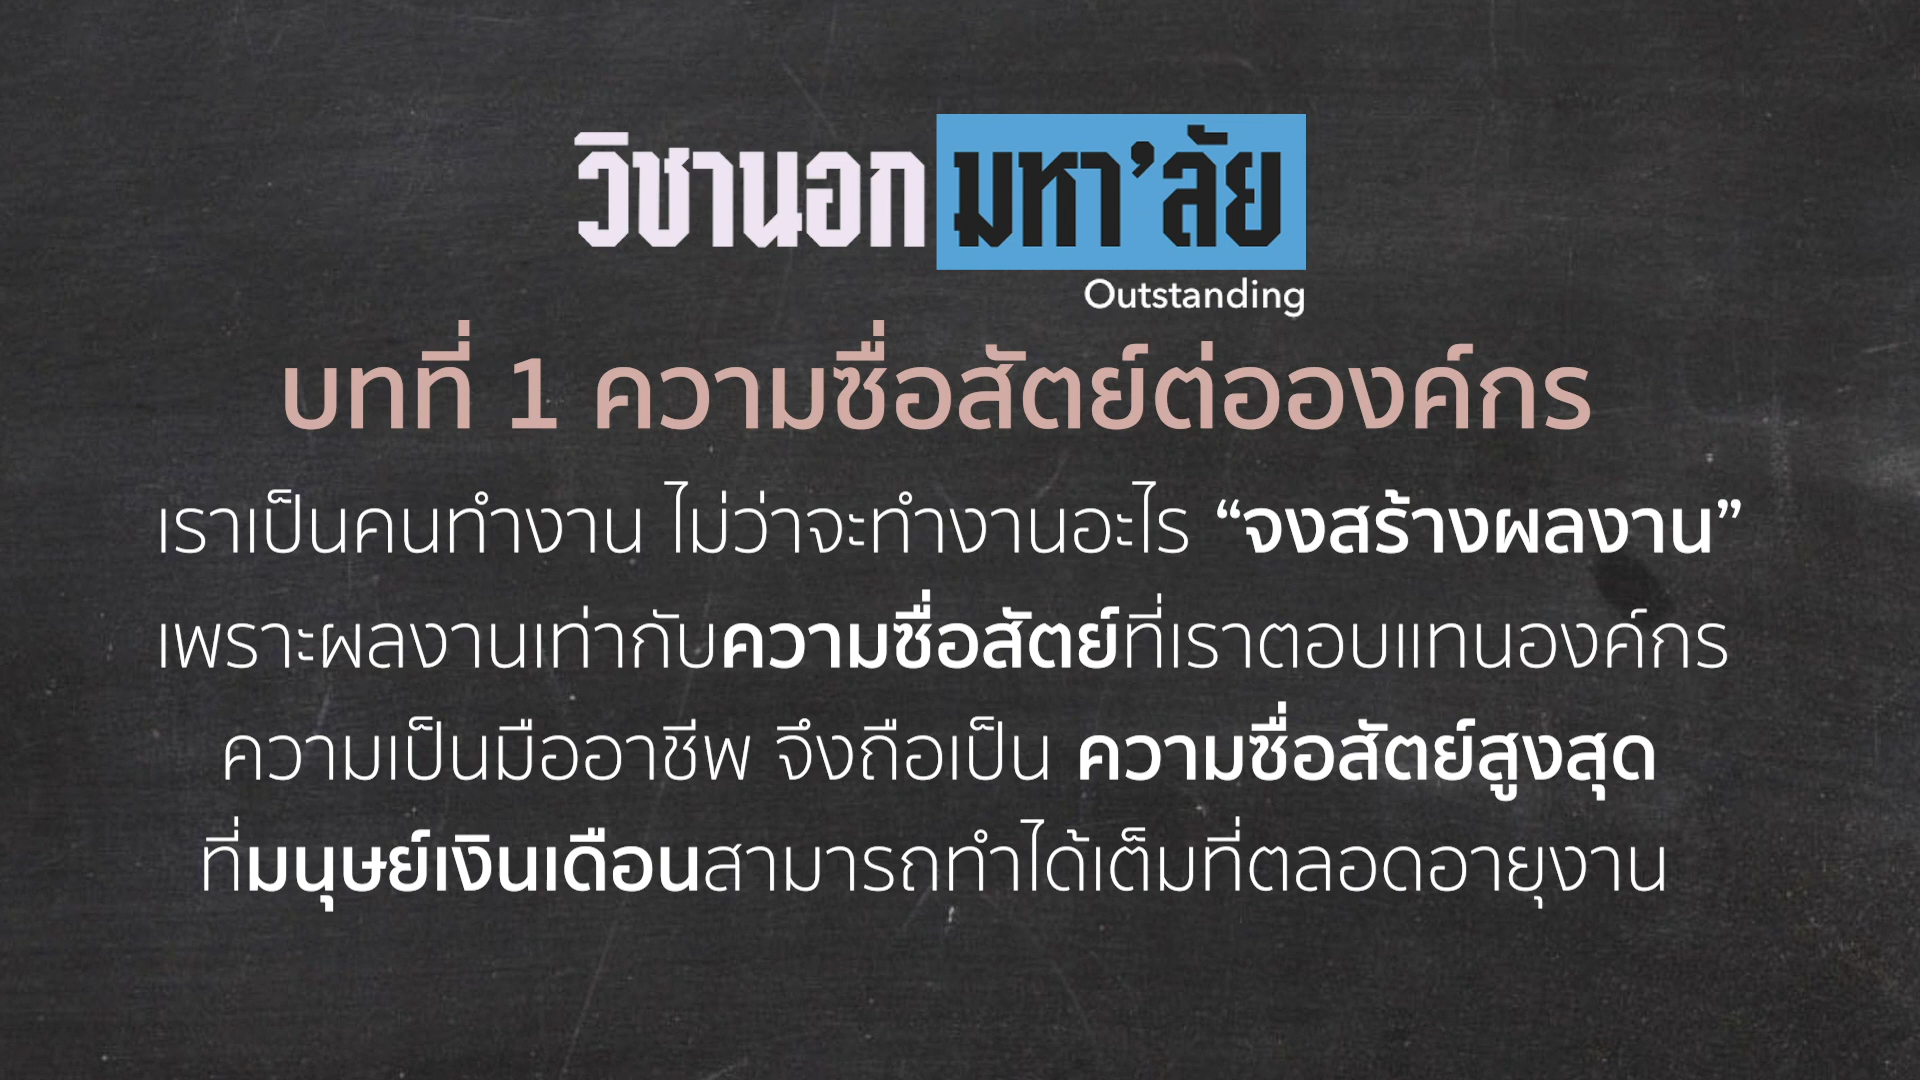 วิชานอกมหา’ลัย
Outstanding
บทที่ 1 ความซื่อสัตย์ต่อองค์กร
เราเป็นคนทำงาน ไม่ว่าจะทำงานอะไร “จงสร้างผลงาน”
เพราะผลงานเท่ากับความซื่อสัตย์ที่เราตอบแทนองค์กร
ความเป็นมืออาชีพ จึงถือเป็น ความซื่อสัตย์สูงสุด
ที่มนุษย์เงินเดือนสามารถทำได้เต็มที่ตลอดอายุงาน